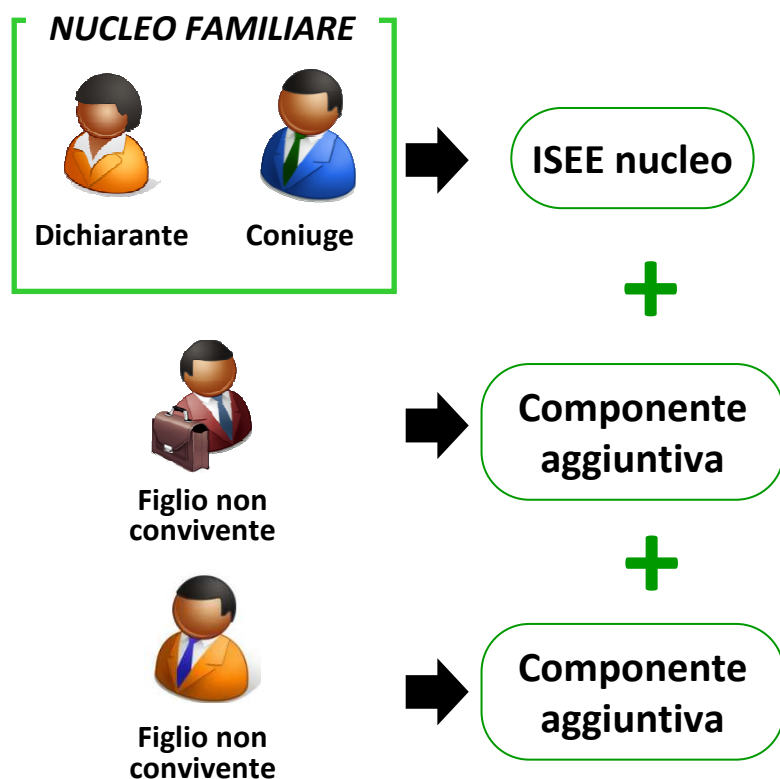 NUCLEO FAMILIARE
Dichiarante
Coniuge
ISEE nucleo
+
Figlio non
convivente
Componente
aggiuntiva
+
Figlio non
convivente
Componente
aggiuntiva